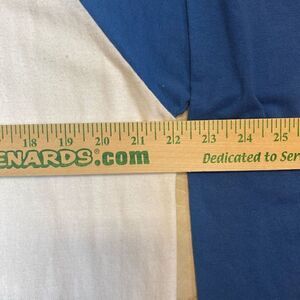 18 19 20 21 22 23 24 25
ENARDS.com Dedicated to Ser